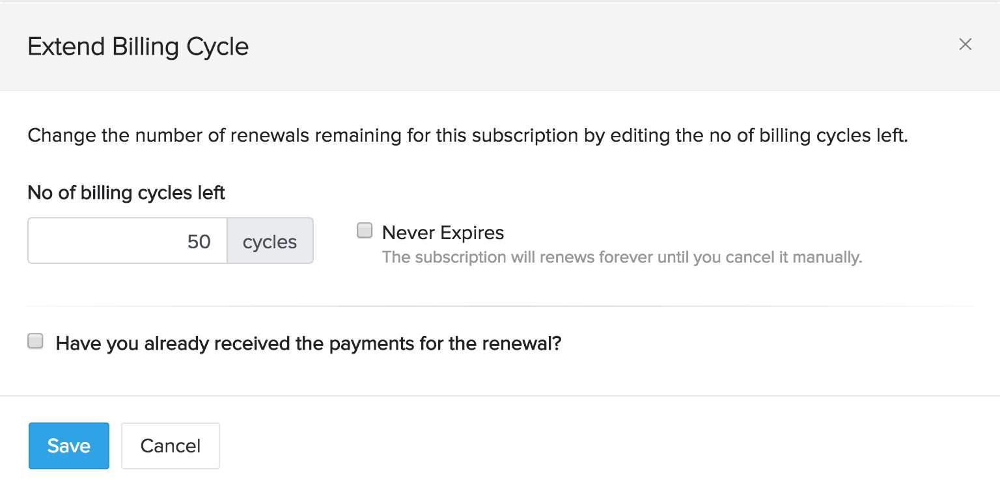 Extend Billing Cycle
Change the number of renewals remaining for this subscription by editing the no of billing cycles left.
No of billing cycles left
50 cycles
Never Expires
The subscription will renews forever until you cancel it manually.
Have you already received the payments for the renewal?
Save Cancel